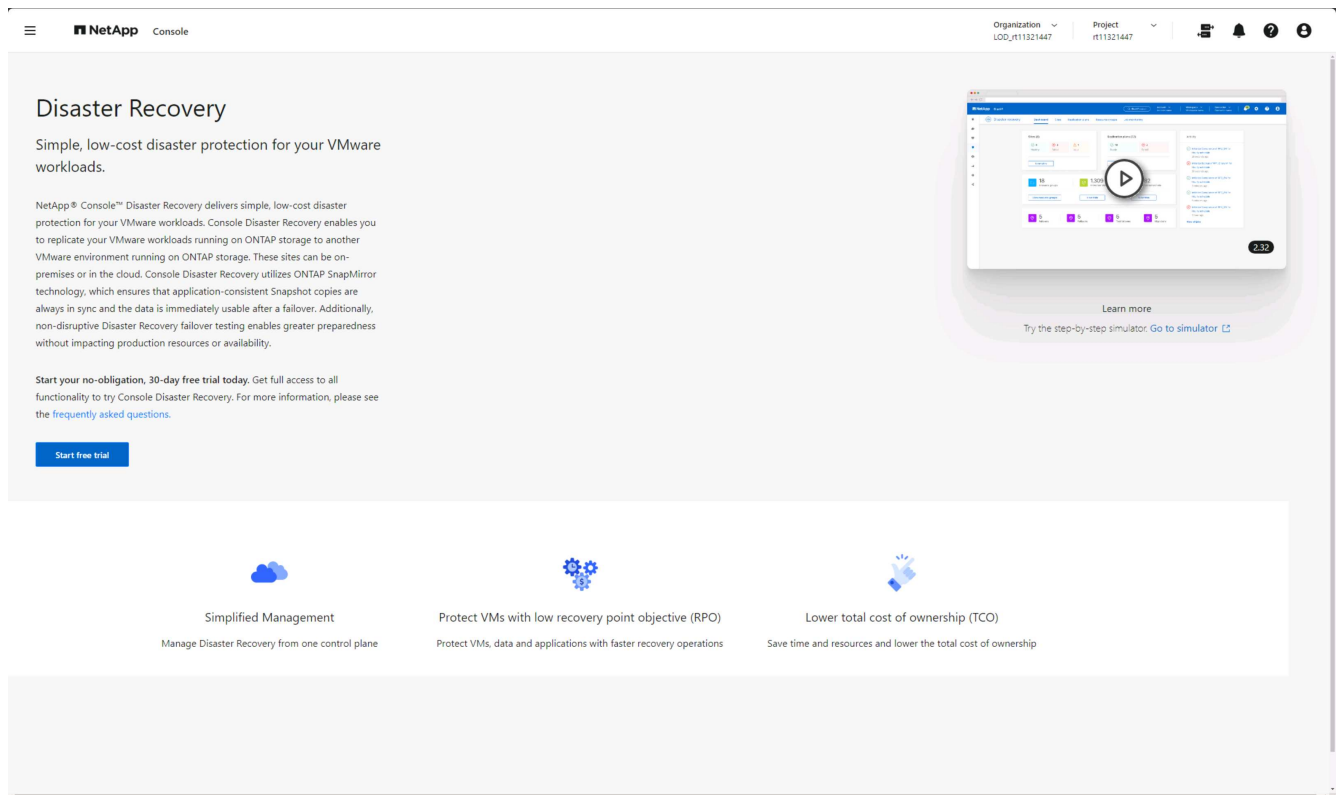 NetApp Console
Organization
LOD_rt11321447
Project
rt11321447
Disaster Recovery
Simple, low-cost disaster protection for your VMware
workloads.
NetApp® Console™ Disaster Recovery delivers simple, low-cost disaster
protection for your VMware workloads. Console Disaster Recovery enables you
to replicate your VMware workloads running on ONTAP storage to another
VMware environment running on ONTAP storage. These sites can be on-
premises or in the cloud. Console Disaster Recovery utilizes ONTAP SnapMirror
technology, which ensures that application-consistent Snapshot copies are
always in sync and the data is immediately usable after a failover. Additionally,
non-disruptive Disaster Recovery failover testing enables greater preparedness
without impacting production resources or availability.
Start your no-obligation, 30-day free trial today. Get full access to all
functionality to try Console Disaster Recovery. For more information, please see
the frequently asked questions.
Start free trial
Disaster recovery
2.32
Learn more
Try the step-by-step simulator. Go to simulator
Simplified Management
Manage Disaster Recovery from one control plane
Protect VMs with low recovery point objective (RPO)
Protect VMs, data and applications with faster recovery operations
Lower total cost of ownership (TCO)
Save time and resources and lower the total cost of ownership